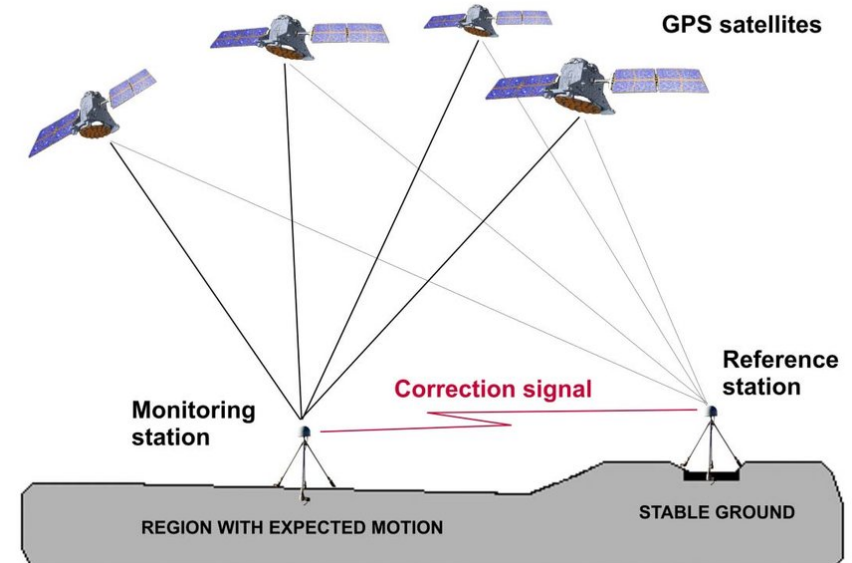 GPS satellites
Reference
station
Correction signal
Monitoring
station
STABLE GROUND
REGION WITH EXPECTED MOTION